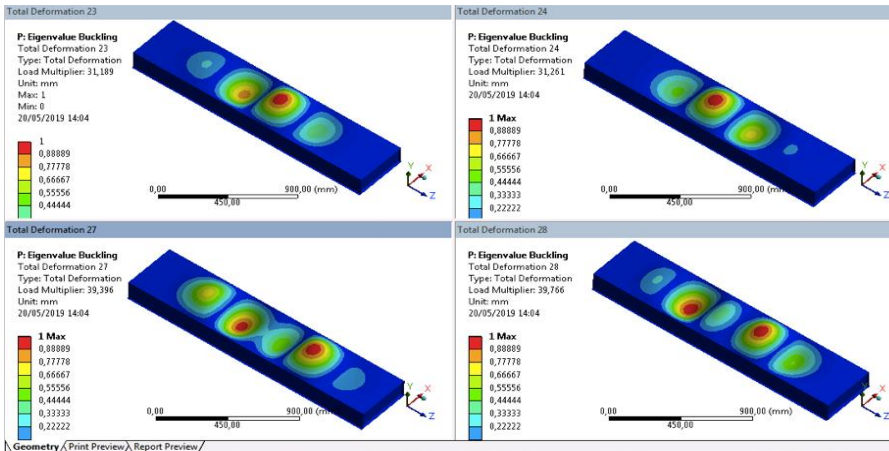 Total Deformation 23
P: Eigenvalue Buckling
Total Deformation 23
Type: Total Deformation
Load Multiplier: 31,189
Unit: mm
Max: 1
Min: 0
20/05/2019 14:04
1
0,88889
0,77778
0,66667
0,55556
0,44444
0,00
900,00 (mm)
450,00
Y
X
Z
Total Deformation 24
P: Eigenvalue Buckling
Total Deformation 24
Type: Total Deformation
Load Multiplier: 31,261
Unit: mm
20/05/2019 14:04
1 Max
0,88889
0,77778
0,66667
0,55556
0,44444
0,33333
0,22222
0,00
900,00 (mm)
450,00
Y
X
Z
Total Deformation 27
P: Eigenvalue Buckling
Total Deformation 27
Type: Total Deformation
Load Multiplier: 39,396
Unit: mm
20/05/2019 14:04
1 Max
0,88889
0,77778
0,66667
0,55556
0,44444
0,33333
0,22222
0,00
900,00 (mm
450,00
Y
X
Z
Total Deformation 28
P: Eigenvalue Buckling
Total Deformation 28
Type: Total Deformation
Load Multiplier: 39,766
Unit: mm
20/05/2019 14:04
1 Max
0,88889
0,77778
0,66667
0,55556
0,44444
0,33333
0,22222
0,00
900,00 (mm)
450,00
Y
X
Z
Geometry Print Preview Report Preview